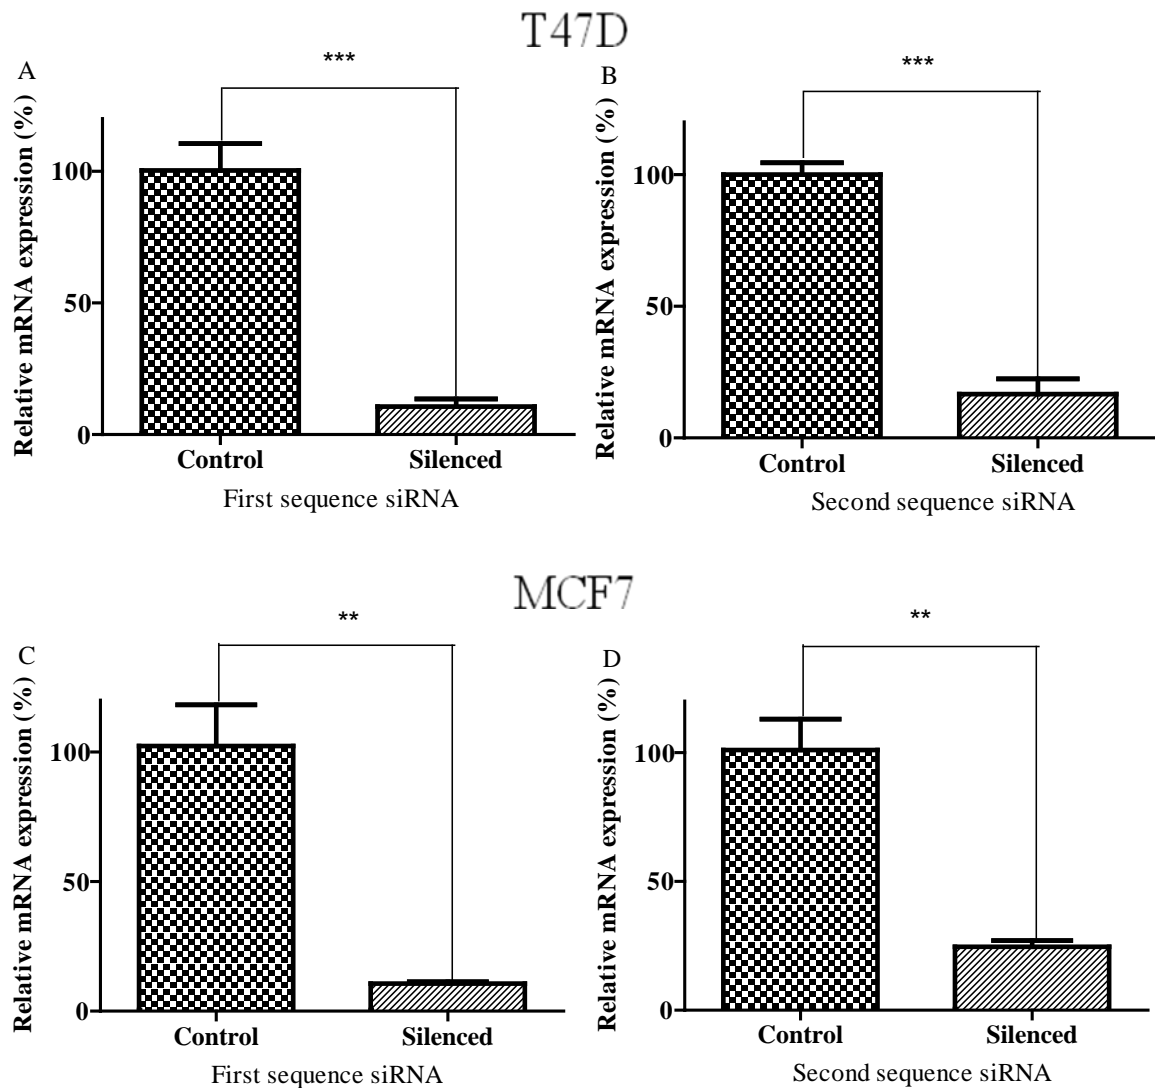 T47D
A
***
Relative mRNA expression (%)
100
50
0
Control Silenced
First sequence siRNA
B
***
Relative mRNA expression (%)
100
50
0
Control Silenced
Second sequence siRNA
MCF7
C
**
Relative mRNA expression (%)
100
50
0
Control Silenced
First sequence siRNA
D
**
Relative mRNA expression (%)
100
50
0
Control Silenced
Second sequence siRNA